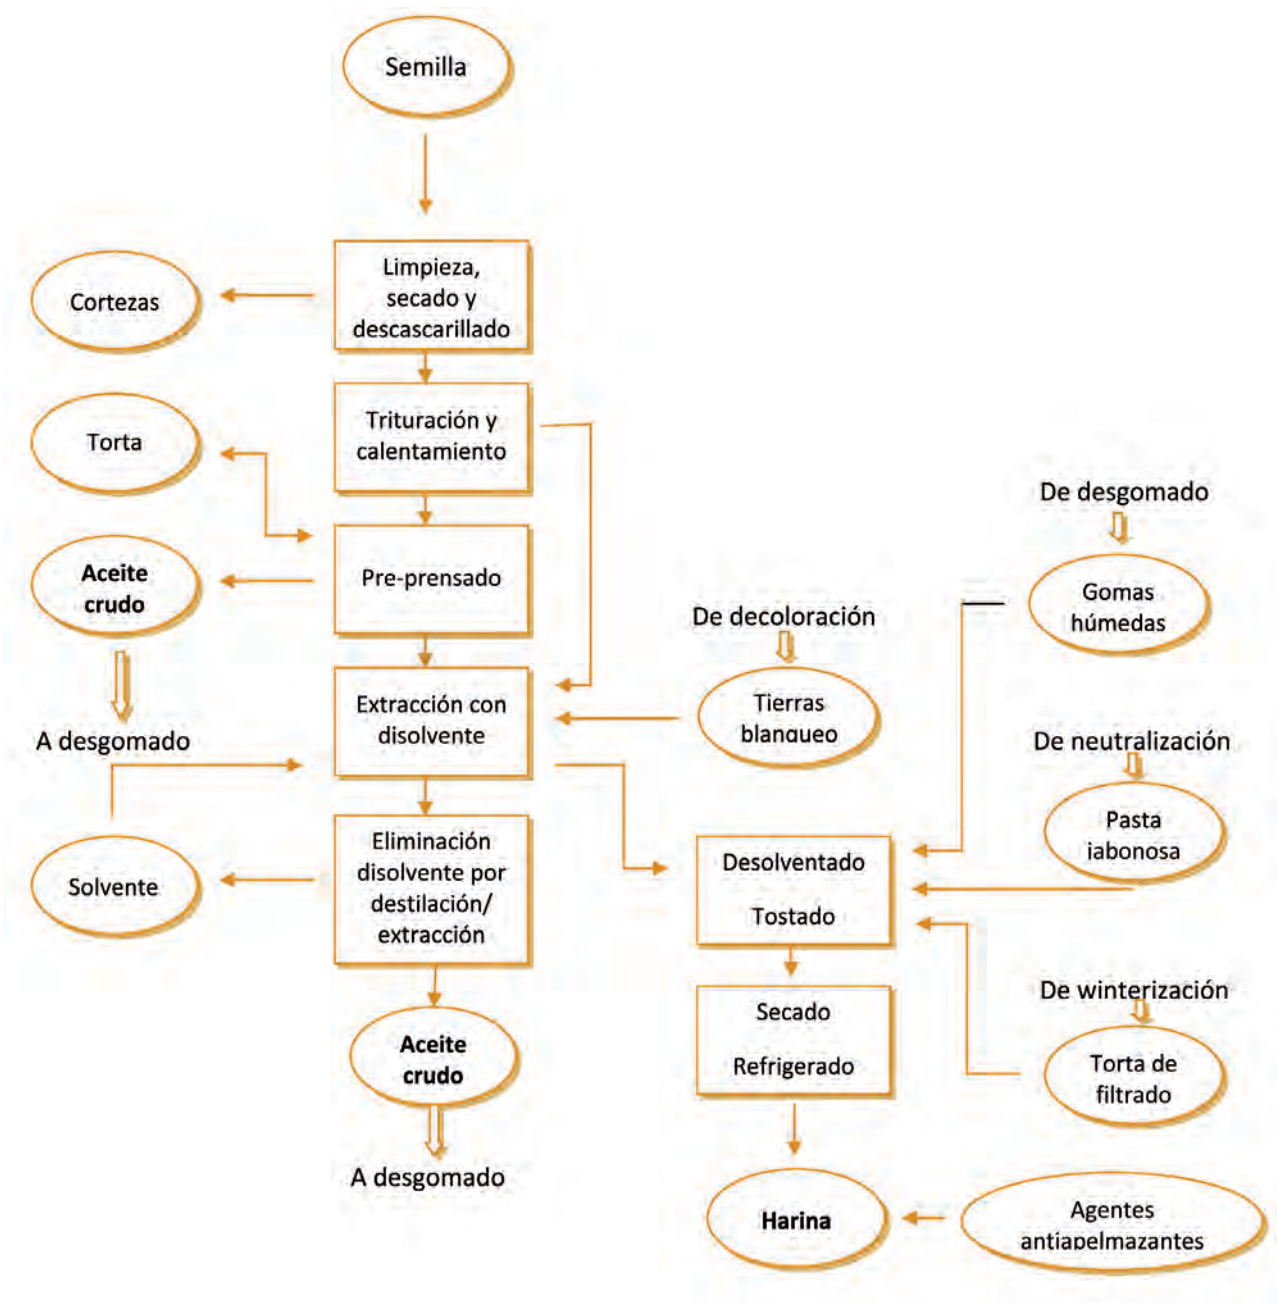 Semilla
Limpieza,
secado y
descascarillado
Cortezas
Trituración y
calentamiento
Torta
Pre-prensado
Aceite
crudo
A desgomado
De desgomado
Gomas
húmedas
De decoloración
Tierras
blanqueo
Extracción con
disolvente
De neutralización
Pasta
jabonosa
Eliminación
disolvente por
destilación/
extracción
Solvente
Desolventado
Tostado
De winterización
Torta de
filtrado
Secado
Refrigerado
Aceite
crudo
A desgomado
Harina
Agentes
antiapelmazantes